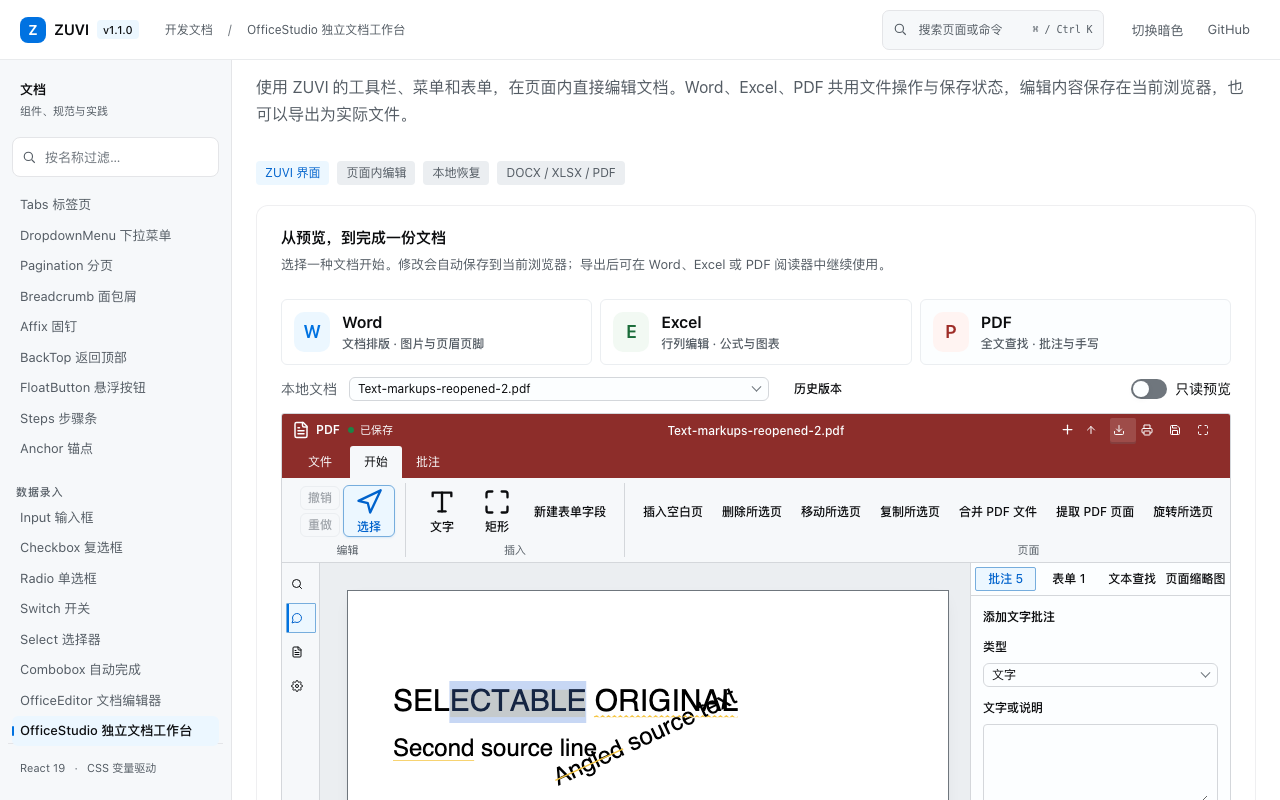 Z ZUVI v1.1.0 开发文档 / OfficeStudio 独立文档工作台 搜索页面或命令 ⌘ / Ctrl K 切换暗色 GitHub
文档
组件、规范与实践
按名称过滤...
Tabs 标签页
DropdownMenu 下拉菜单
Pagination 分页
Breadcrumb 面包屑
Affix 固钉
BackTop 返回顶部
FloatButton 悬浮按钮
Steps 步骤条
Anchor 锚点
数据录入
Input 输入框
Checkbox 复选框
Radio 单选框
Switch 开关
Select 选择器
Combobox 自动完成
OfficeEditor 文档编辑器
OfficeStudio 独立文档工作台
React 19 · CSS 变量驱动
使用 ZUVI 的工具栏、菜单和表单，在页面内直接编辑文档。Word、Excel、PDF 共用文件操作与保存状态，编辑内容保存在当前浏览器，也
可以导出为实际文件。
ZUVI 界面 页面内编辑 本地恢复 DOCX / XLSX / PDF
从预览，到完成一份文档
选择一种文档开始。修改会自动保存到当前浏览器；导出后可在 Word、Excel 或 PDF 阅读器中继续使用。
W Word
文档排版 · 图片与页眉页脚
E Excel
行列编辑 · 公式与图表
P PDF
全文查找 · 批注与手写
本地文档 Text-markups-reopened-2.pdf 历史版本 只读预览
PDF 已保存 Text-markups-reopened-2.pdf
文件 开始 批注
撤销
重做
选择
编辑
文字 矩形 新建表单字段
插入
插入空白页 删除所选页 移动所选页 复制所选页 合并 PDF 文件 提取 PDF 页面 旋转所选页
页面
批注 5 表单 1 文本查找 页面缩略图
添加文字批注
类型
文字
文字或说明
SELECTABLE ORIGINAL
Second source line
Angled source text